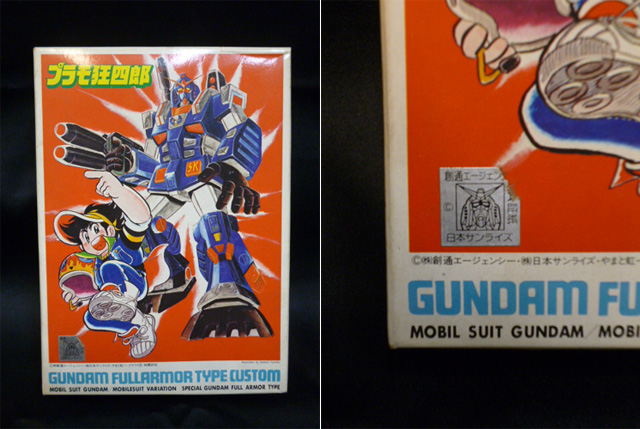 プラモ狂四郎
SK
GUNDAM FULLARMOR TYPE CUSTOM
MOBIL SUIT GUNDAM MOBILESUIT VARIATION SPECIAL GUNDAM FULL ARMOR TYPE
創通エージェン
©
日本サンライズ
©㈱創通エージェンシー・㈱日本サンライズ・やまと虹一
GUNDAM FU
MOBIL SUIT GUNDAM MOBI